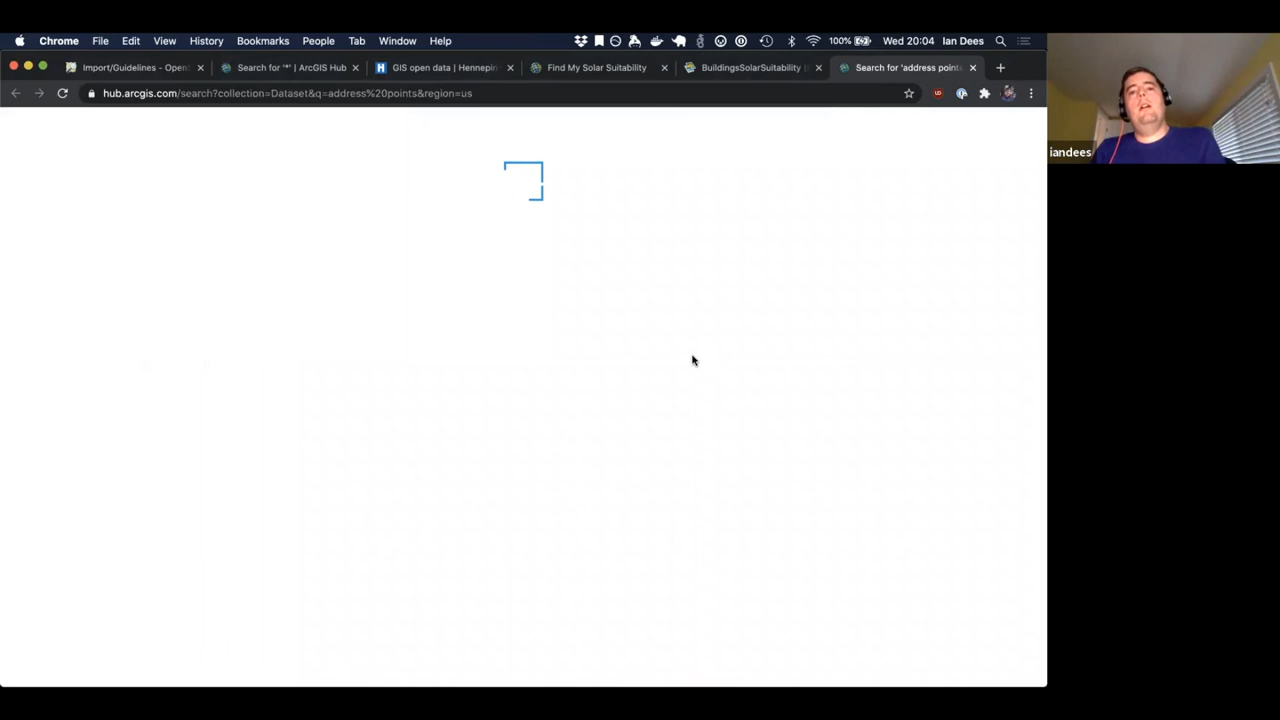 Chrome File Edit View History Bookmarks People Tab Window Help 100% Wed 20:04 Ian Dees
Import/Guidelines - Open Search for '*' | ArcGIS Hub GIS open data | Hennepin Find My Solar Suitability BuildingsSolarSuitability Search for 'address point
hub.arcgis.com/search?collection=Dataset&q=address%20points&region=us
iandees